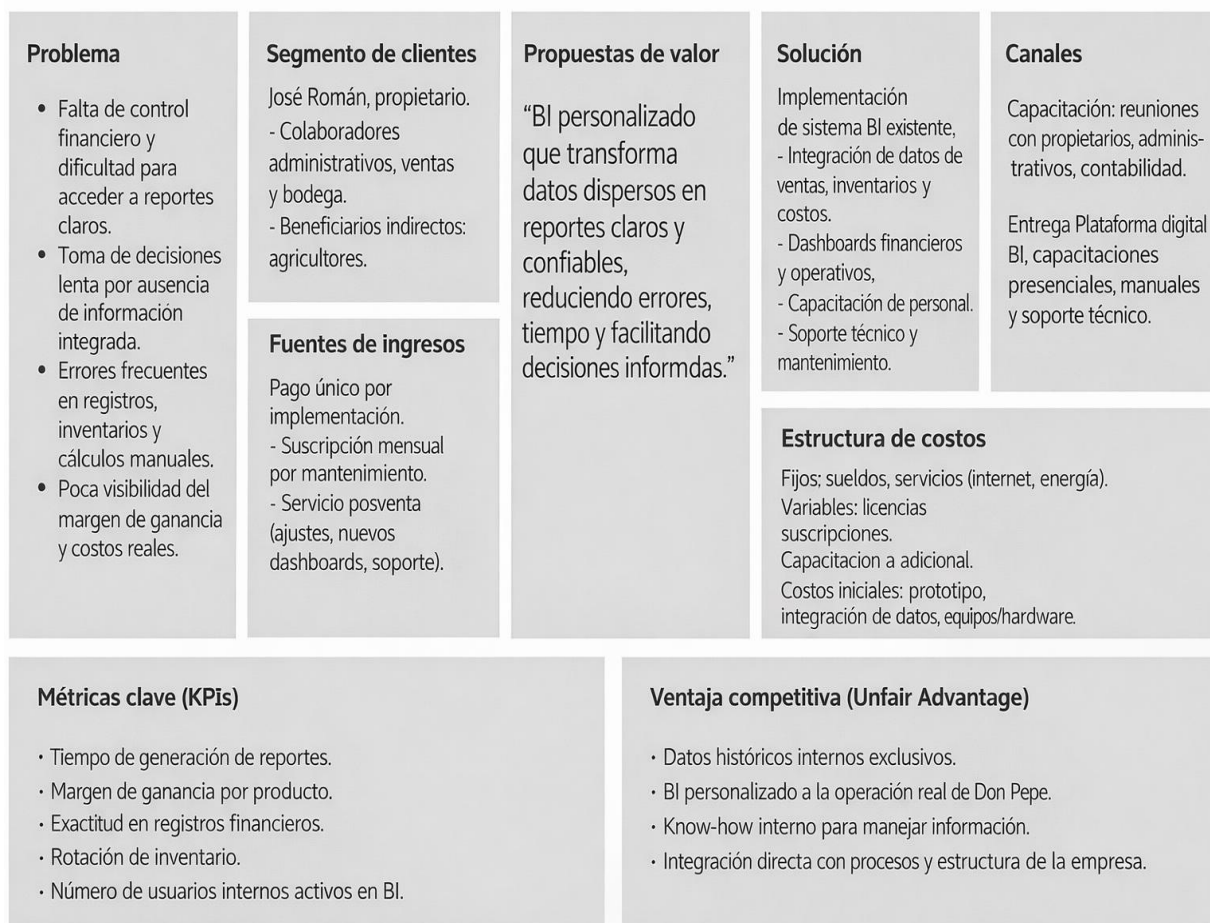 Problema
• Falta de control
financiero y
dificultad para
acceder a reportes
claros.
• Toma de decisiones
lenta por ausencia
de información
integrada.
• Errores frecuentes
en registros,
inventarios y
cálculos manuales.
• Poca visibilidad del
margen de ganancia
y costos reales.
Segmento de clientes
José Román, propietario.
- Colaboradores
administrativos, ventas
y bodega.
- Beneficiarios indirectos:
agricultores.
Fuentes de ingresos
Pago único por
implementación.
- Suscripción mensual
por mantenimiento.
- Servicio posventa
(ajustes, nuevos
dashboards, soporte).
Propuestas de valor
“BI personalizado
que transforma
datos dispersos en
reportes claros y
confiables,
reduciendo errores,
tiempo y facilitando
decisiones informdas.”
Solución
Implementación
de sistema BI existente,
- Integración de datos de
ventas, inventarios y
costos.
- Dashboards financieros
y operativos,
- Capacitación de personal.
- Soporte técnico y
mantenimiento.
Canales
Capacitación: reuniones
con propietarios, adminis-
trativos, contabilidad.
Entrega Plataforma digital
BI, capacitaciones
presenciales, manuales
y soporte técnico.
Estructura de costos
Fijos; sueldos, servicios (internet, energía).
Variables: licencias
suscripciones.
Capacitacion a adicional.
Costos iniciales: prototipo,
integración de datos, equipos/hardware.
Métricas clave (KPIs)
· Tiempo de generación de reportes.
· Margen de ganancia por producto.
· Exactitud en registros financieros.
· Rotación de inventario.
· Número de usuarios internos activos en BI.
Ventaja competitiva (Unfair Advantage)
· Datos históricos internos exclusivos.
· BI personalizado a la operación real de Don Pepe.
· Know-how interno para manejar información.
· Integración directa con procesos y estructura de la empresa.